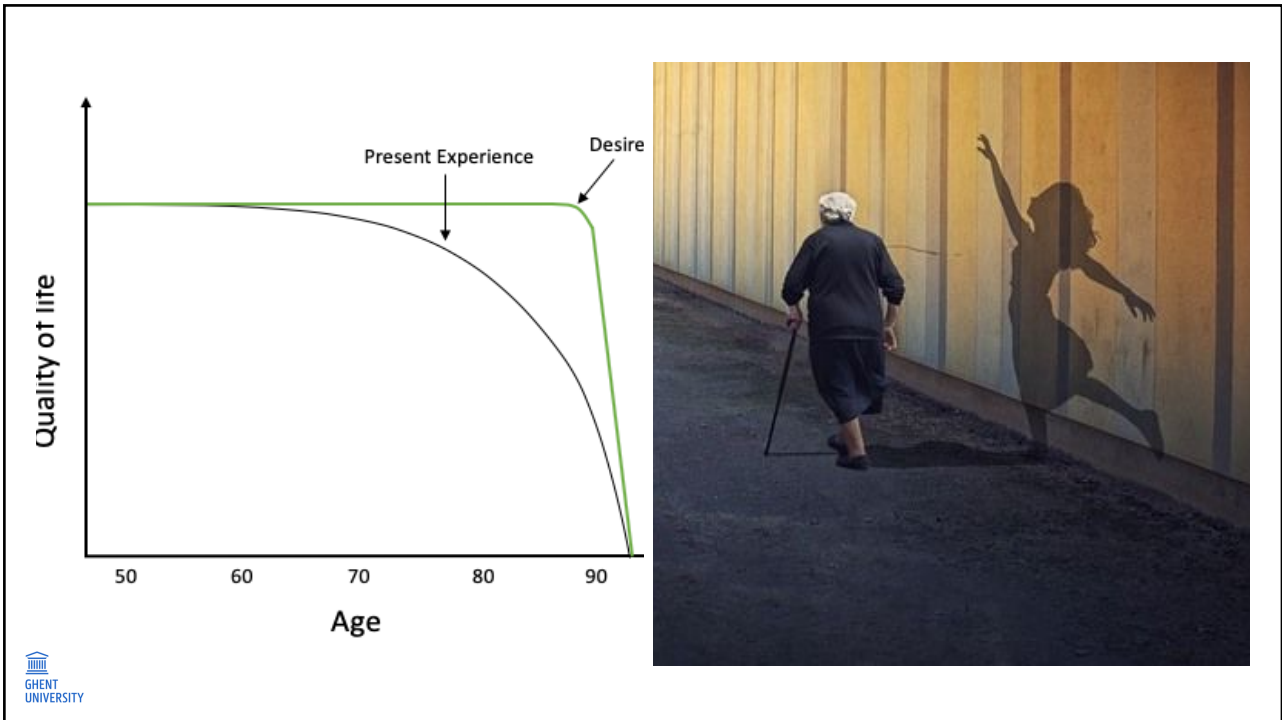 Present Experience
Desire
Quality of life
50 60 70 80 90
Age
GHENT
UNIVERSITY